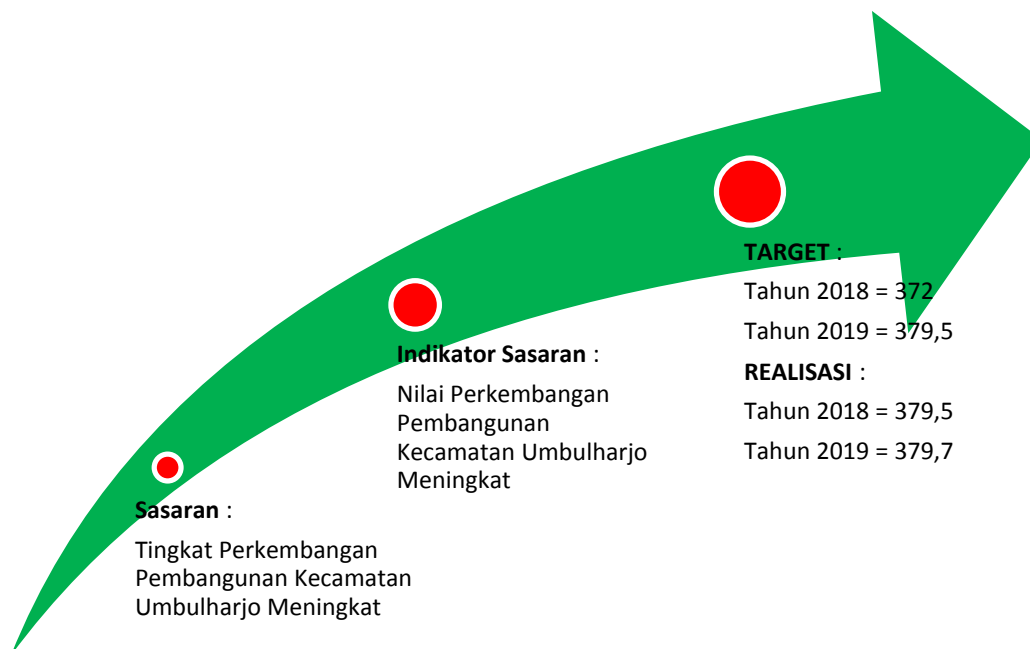 Sasaran :
Tingkat Perkembangan
Pembangunan Kecamatan
Umbulharjo Meningkat
Indikator Sasaran :
Nilai Perkembangan
Pembangunan
Kecamatan Umbulharjo
Meningkat
TARGET :
Tahun 2018 = 372
Tahun 2019 = 379,5
REALISASI :
Tahun 2018 = 379,5
Tahun 2019 = 379,7